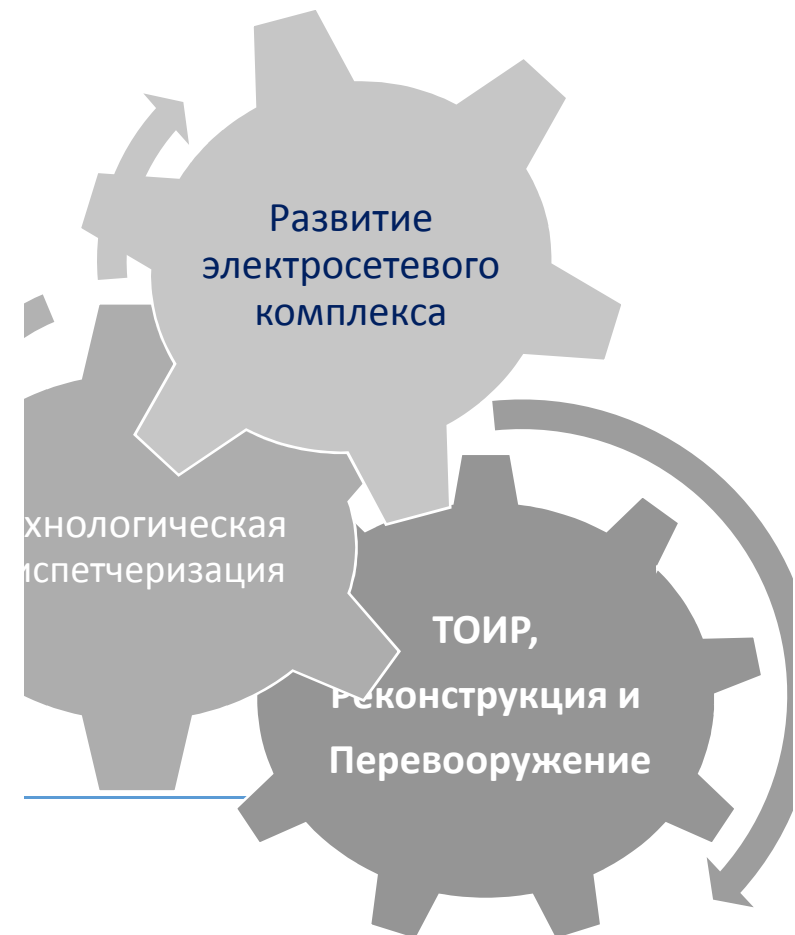 Развитие
электросетевого
комплекса
хнологическая
испетчеризация
ТОИР,
Реконструкция и
Перевооружение